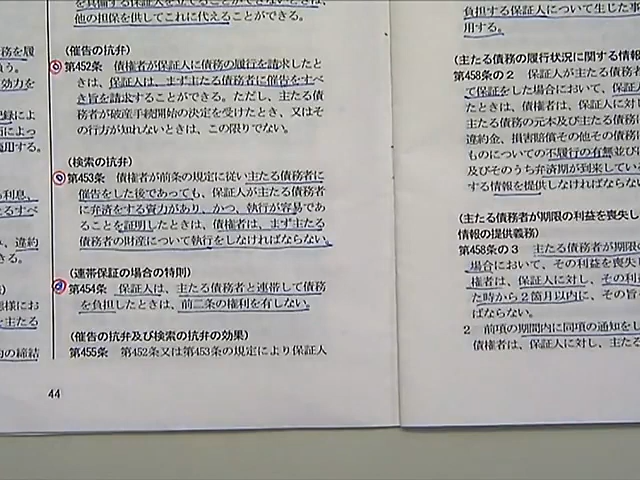 他の担保を供してこれに代えることができる。
(催告の抗弁)
第452条 債権者が保証人に債務の履行を請求したと
きは、保証人は、まず主たる債務者に催告をすべ
き旨を請求することができる。ただし、主たる債
務者が破産手続開始の決定を受けたとき、又はそ
の行方が知れないときは、この限りでない。
(検索の抗弁)
第453条 債権者が前条の規定に従い主たる債務者に
催告をした後であっても、保証人が主たる債務者
に弁済をする資力があり、かつ、執行が容易であ
ることを証明したときは、債権者は、まず主たる
債務者の財産について執行をしなければならない。
(連帯保証の場合の特則)
第454条 保証人は、主たる債務者と連帯して債務
を負担したときは、前二条の権利を有しない。
(催告の抗弁及び検索の抗弁の効果)
第455条 第452条又は第453条の規定により保証人
44
負担する保証人について生じた事
用する。
(主たる債務の履行状況に関する情報
第458条の2 保証人が主たる債務者
て保証をした場合において、保証人
たときは、債権者は、保証人に対し
主たる債務の元本及び主たる債務に
違約金、損害賠償その他その債務に
ものについての不履行の有無並びに
及びそのうち弁済期が到来している
する情報を提供しなければならない
(主たる債務者が期限の利益を喪失し
情報の提供義務)
第458条の3 主たる債務者が期限の
場合において、その利益を喪失し
権者は、保証人に対し、その利益
た時から2箇月以内に、その旨
ばならない。
2 前項の期間内に同項の通知をし
債権者は、保証人に対し、主たる